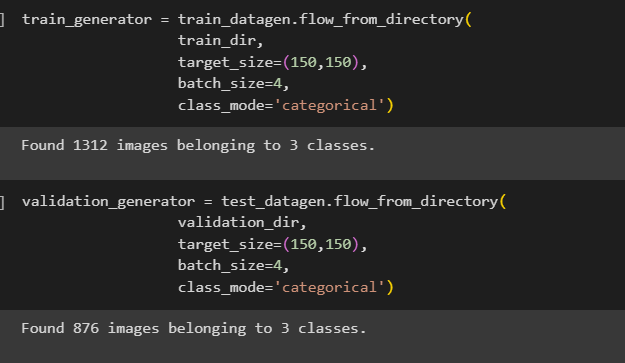 ] train_generator = train_datagen.flow_from_directory(
train_dir,
target_size=(150,150),
batch_size=4,
class_mode='categorical')
Found 1312 images belonging to 3 classes.
] validation_generator = test_datagen.flow_from_directory(
validation_dir,
target_size=(150,150),
batch_size=4,
class_mode='categorical')
Found 876 images belonging to 3 classes.